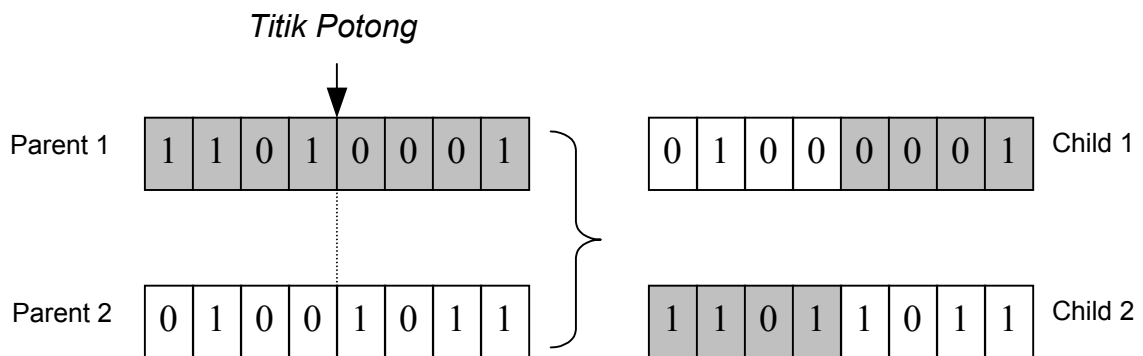 Titik Potong
Parent 1 1 1 0 1 0 0 0 1 0 1 0 0 0 0 0 1 Child 1
Parent 2 0 1 0 0 1 0 1 1 1 1 0 1 1 0 1 1 Child 2